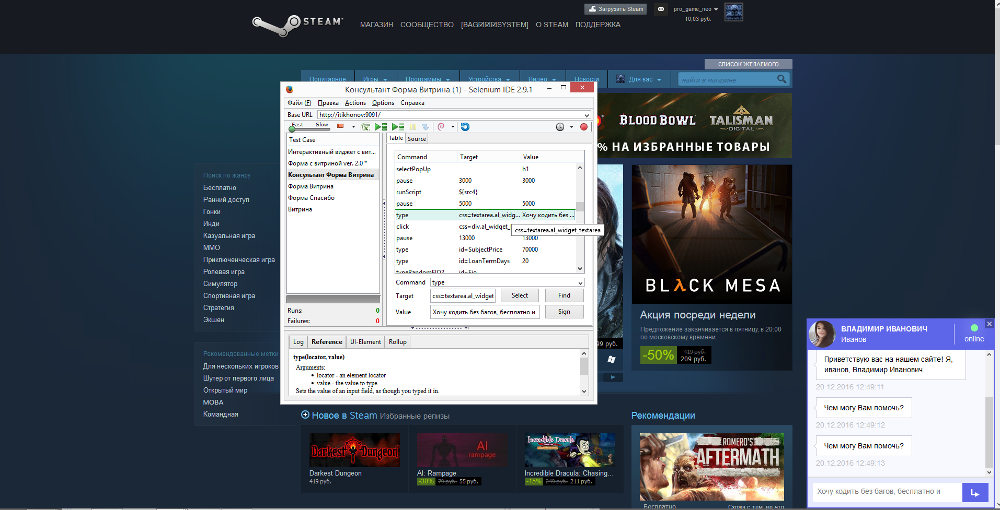 Загрузить Steam
pro_game_neo
10,03 руб.
STEAM
МАГАЗИН СООБЩЕСТВО [BAG☑☑☑SYSTEM] О STEAM ПОДДЕРЖКА
СПИСОК ЖЕЛАЕМОГО
Популярное Игры Программы Устройства Видео Новости Для вас найти в магазине
BLOOD BOWL TALISMAN
DIGITAL
% НА ИЗБРАННЫЕ ТОВАРЫ
Поиск по жанру
Бесплатно
Ранний доступ
Гонки
Инди
Казуальная игра
ММО
Приключенческая игра
Ролевая игра
Симулятор
Спортивная игра
Стратегия
Экшен
Рекомендованные метки
Для нескольких игроков
Шутер от первого лица
Открытый мир
МОВА
Командная
Консультант Форма Витрина (1) - Selenium IDE 2.9.1
Файл (F) Правка Actions Options Справка
Base URL http://itikhonov:9091/
Fast Slow
Test Case
Интерактивный виджет с вит...
Форма с витриной ver. 2.0 *
Консультант Форма Витрина
Форма Витрина
Форма Спасибо
Витрина
Runs: 0
Failures: 0
Table Source
Command Target Value
selectPopUp h1
pause 3000 3000
runScript ${src4}
pause 5000 5000
type css=textarea.al_widg... Хочу кодить без ...
click css=div.al_widget_
css=textarea.al_widget_textarea
pause 13000 13000
type id=SubjectPrice 70000
type id=LoanTermDays 20
typeRandomFIO2 id=Fio
Command type
Target css=textarea.al_widget Select Find
Value Хочу кодить без багов, бесплатно и Sign
Log Reference UI-Element Rollup
type(locator, value)
Arguments:
• locator - an element locator
• value - the value to type
Sets the value of an input field, as though you typed it in.
99 руб.
BLACK MESA
Акция посреди недели
Предложение заканчивается в пятницу, в 20:00
по московскому времени.
-50% 419 руб.
209 руб.
Новое в Steam Избранные релизы
Darkest Dungeon
Darkest Dungeon
419 руб.
AI
rampage
AI: Rampage
-30% 79 руб. 55 руб.
Incredible Dracula
Incredible Dracula: Chasing...
-15% 249 руб. 211 руб.
Рекомендации
ROMERO'S
AFTERMATH
Бесплатно Схожа с тем, во что
ВЛАДИМИР ИВАНОВИЧ
Иванов
online
Приветствую вас на нашем сайте! Я,
иванов, Владимир Иванович.
20.12.2016 12:49:11
Чем могу Вам помочь?
20.12.2016 12:49:12
Чем могу Вам помочь?
20.12.2016 12:49:13
Хочу кодить без багов, бесплатно и